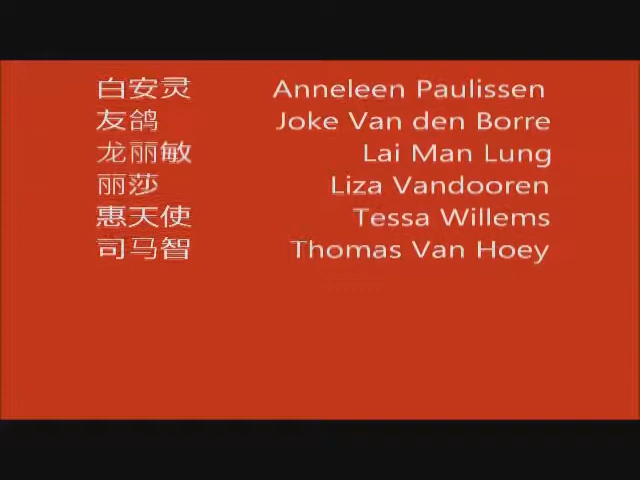 白安灵 Anneleen Paulissen
友鸽 Joke Van den Borre
龙丽敏 Lai Man Lung
丽莎 Liza Vandooren
惠天使 Tessa Willems
司马智 Thomas Van Hoey